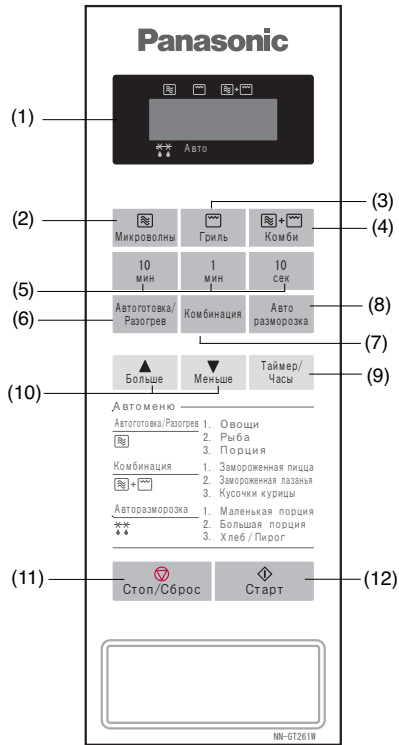 Panasonic
+
(1)
Авто
(3)
(2)
+
(4)
Микроволны Гриль Комби
10 1 10
мин мин сек
(5)
(6)
Автоготовка/ Разогрев
Комбинация
Авто разморозка
(8)
(7)
Больше Меньше
Таймер/ Часы
(9)
(10)
Автоменю
Автоготовка/Разогрев 1. Овощи
2. Рыба
3. Порция
Комбинация 1. Замороженная пицца
+ 2. Замороженная лазанья
3. Кусочки курицы
Авторазморозка 1. Маленькая порция
2. Большая порция
3. Хлеб/Пирог
(11)
Стоп/Сброс Старт
(12)
NN-GT261W